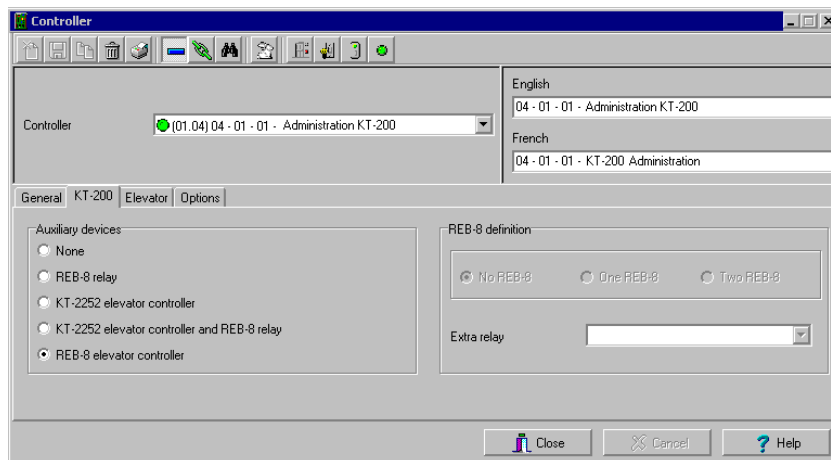 Controller
English
04 - 01 - 01 - Administration KT-200
Controller
(01.04) 04 - 01 - 01 - Administration KT-200
French
04 - 01 - 01 - KT-200 Administration
General KT-200 Elevator Options
Auxiliary devices
None
REB-8 relay
KT-2252 elevator controller
KT-2252 elevator controller and REB-8 relay
REB-8 elevator controller
REB-8 definition
No REB-8 One REB-8 Two REB-8
Extra relay
Close Cancel ? Help